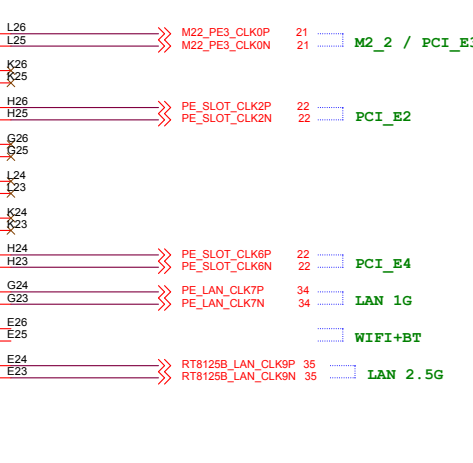 L26 M22_PE3_CLK0P 21
L25 M22_PE3_CLK0N 21
M2_2 / PCI_E3
K26
K25
H26 PE_SLOT_CLK2P 22
H25 PE_SLOT_CLK2N 22
PCI_E2
G26
G25
L24
L23
K24
K23
H24 PE_SLOT_CLK6P 22
H23 PE_SLOT_CLK6N 22
PCI_E4
G24 PE_LAN_CLK7P 34
G23 PE_LAN_CLK7N 34
LAN 1G
E26
E25
WIFI+BT
E24 RT8125B_LAN_CLK9P 35
E23 RT8125B_LAN_CLK9N 35
LAN 2.5G